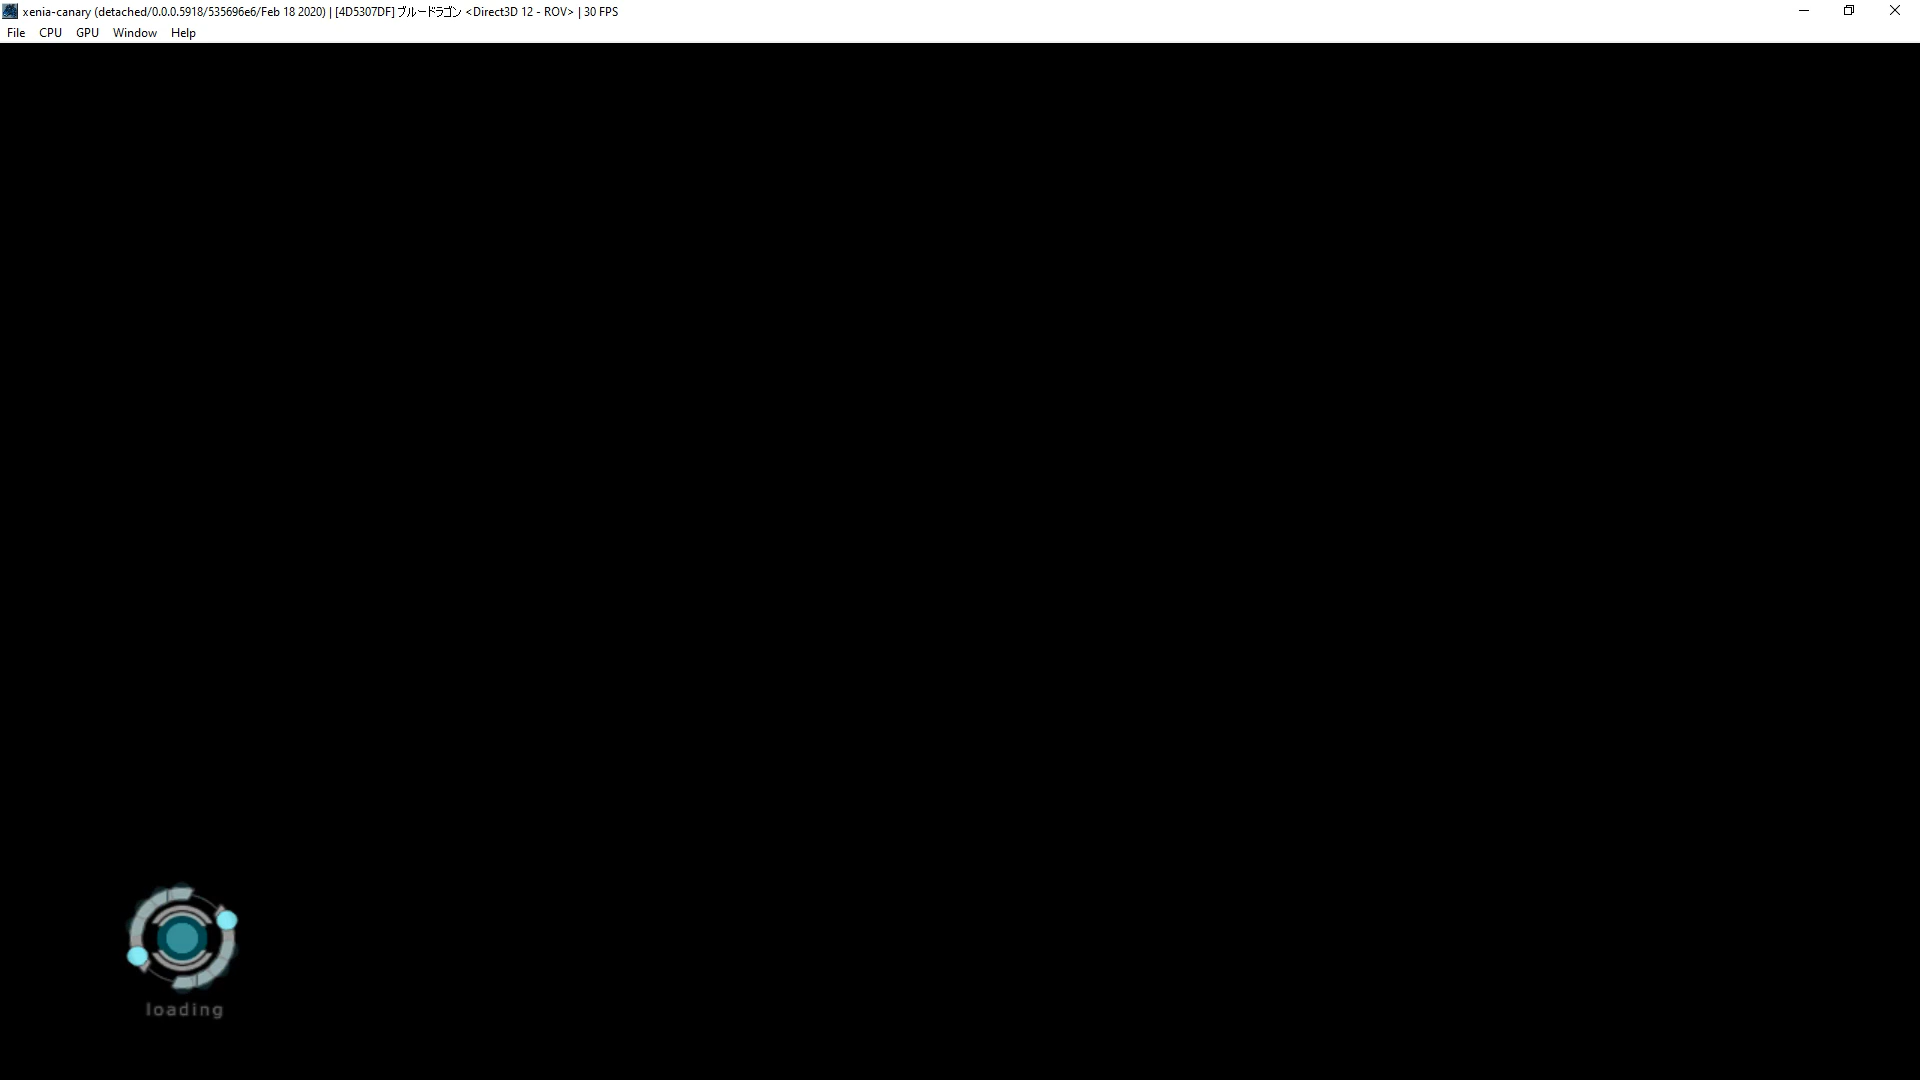 xenia-canary (detached/0.0.0.5918/535696e6/Feb 18 2020) | [4D5307DF] ブルードラゴン <Direct3D 12 - ROV> | 30 FPS
File CPU GPU Window Help
loading